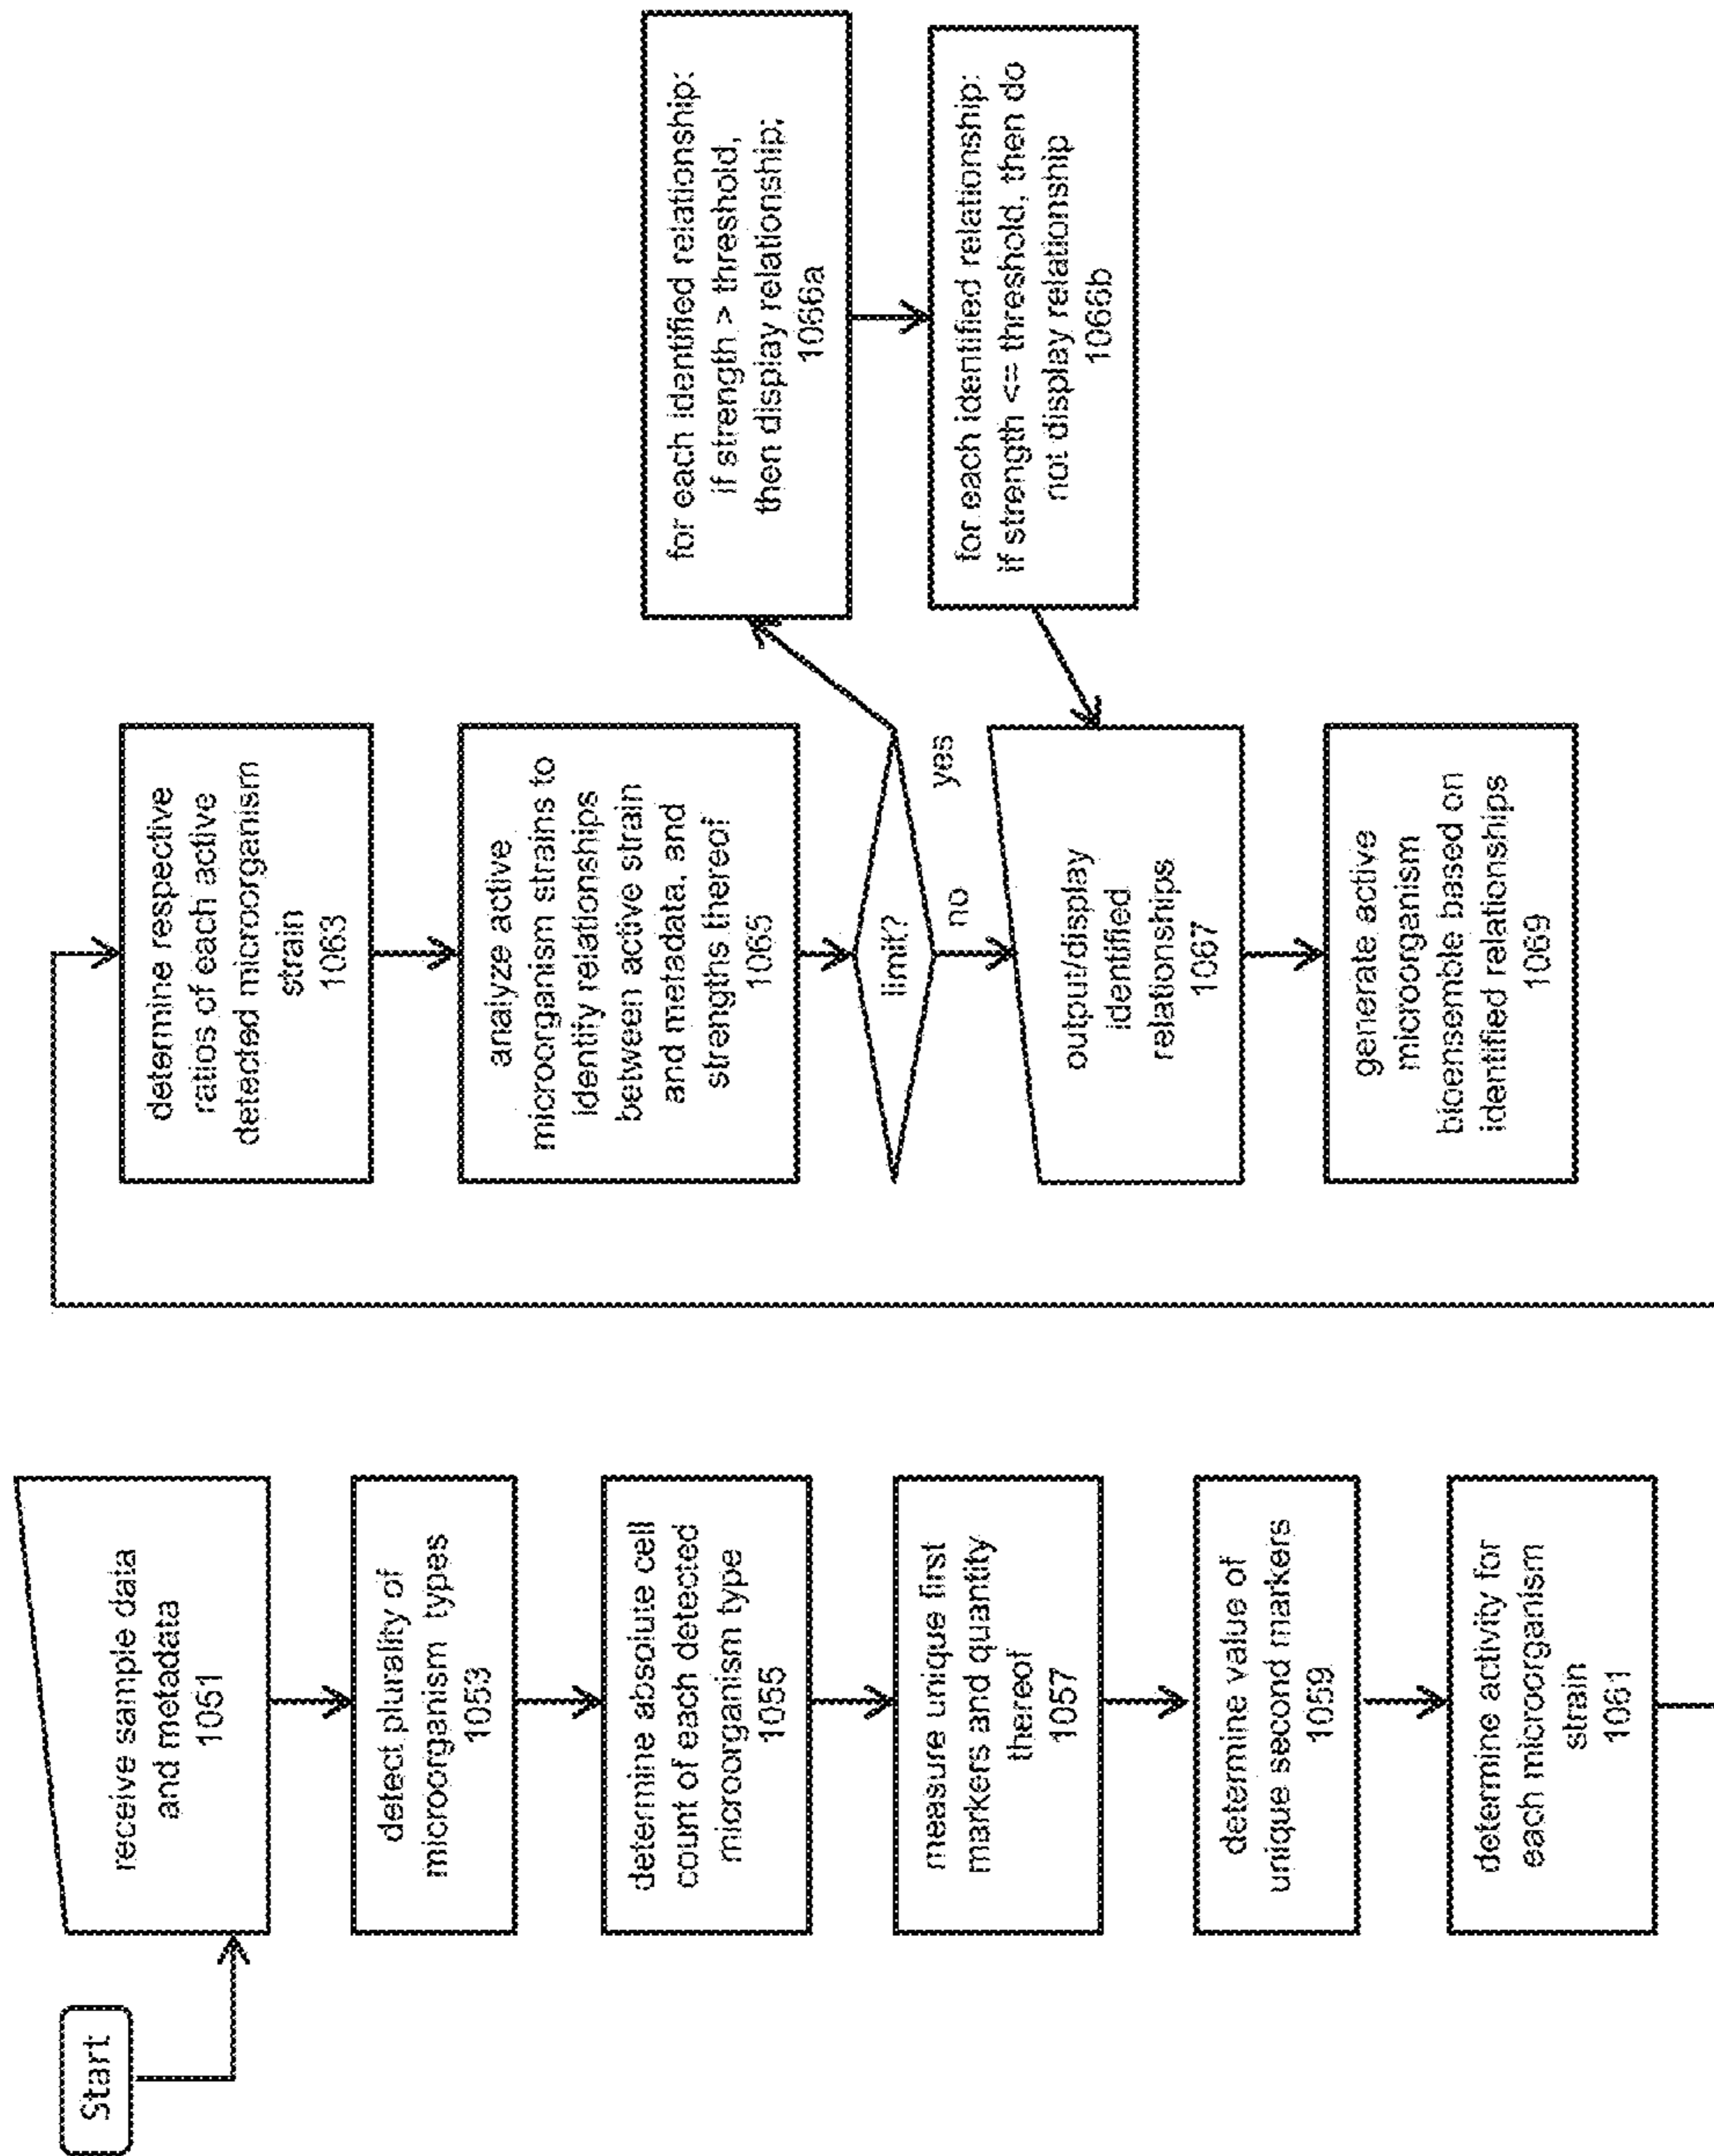 Start
receive sample data
and metadata
1051
detect plurality of
microorganism types
1053
determine absolute cell
count of each detected
microorganism type
1055
measure unique first
markers and quantity
thereof
1057
determine value of
unique second markers
1059
determine activity for
each microorganism
strain
1061
determine respective
ratios of each active
detected microorganism
strain
1063
analyze active
microorganism strains to
identify relationships
between active strain
and metadata, and
strengths thereof
1065
limit?
yes
no
for each identified relationship:
if strength > threshold,
then display relationship;
1066a
for each identified relationship:
if strength <= threshold, then do
not display relationship
1066b
output/display
identified
relationships
1067
generate active
microorganism
bioensemble based on
identified relationships
1069